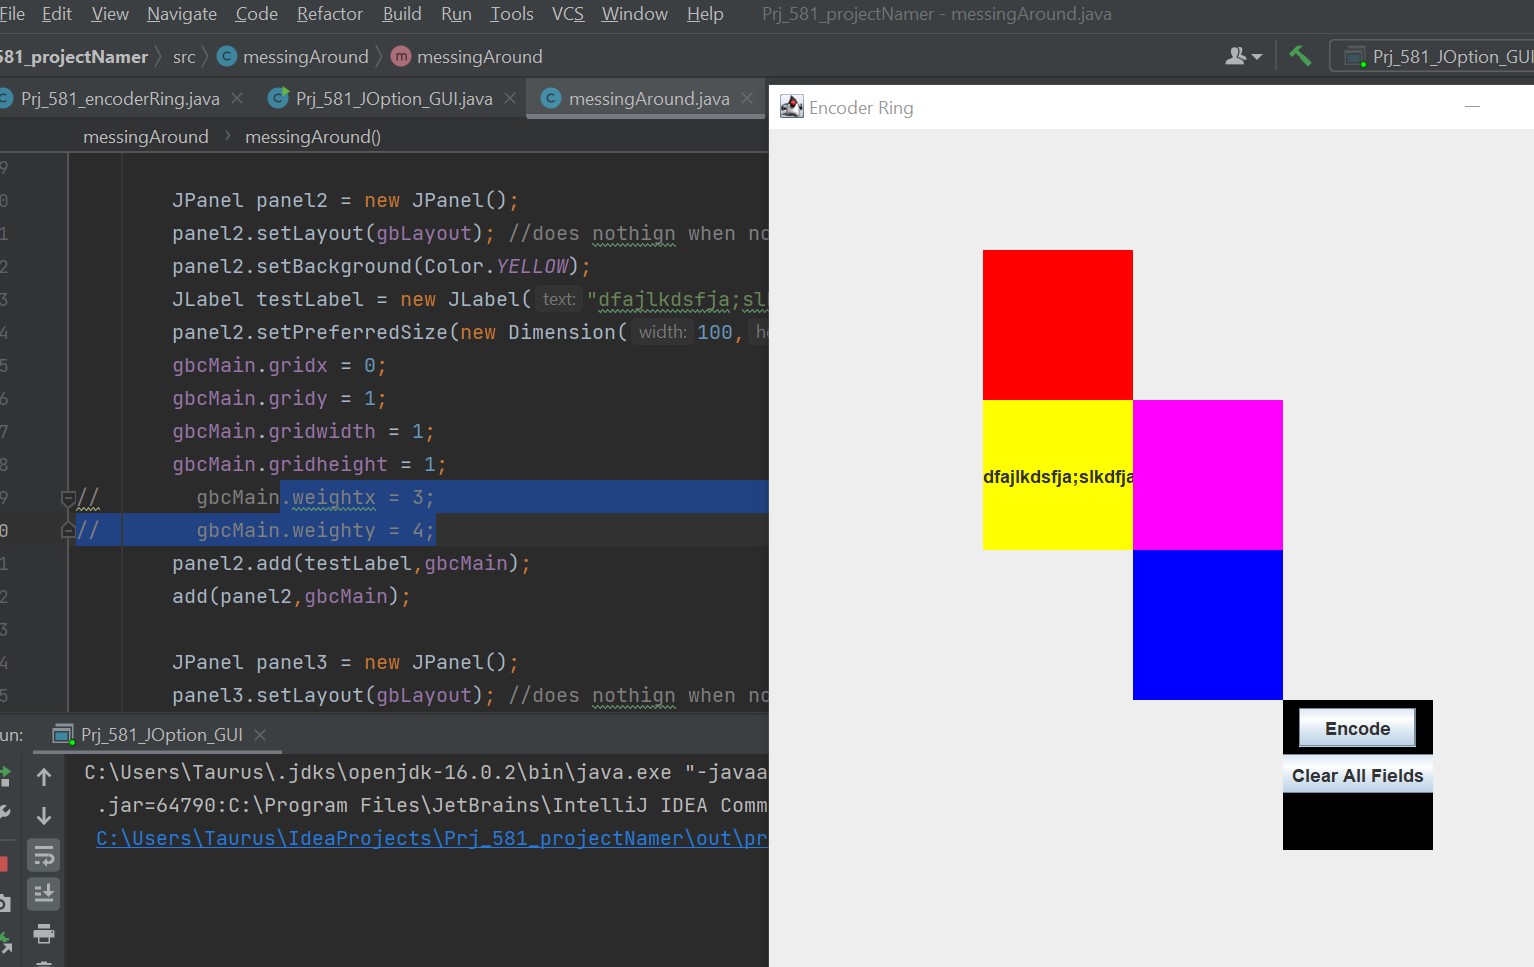 File Edit View Navigate Code Refactor Build Run Tools VCS Window Help Prj_581_projectNamer - messingAround.java
581_projectNamer src messingAround messingAround Prj_581_JOption_GUI
Prj_581_encoderRing.java Prj_581_JOption_GUI.java messingAround.java
messingAround messingAround()
9
0 JPanel panel2 = new JPanel();
1 panel2.setLayout(gbLayout); //does nothign when no
2 panel2.setBackground(Color.YELLOW);
3 JLabel testLabel = new JLabel( text: "dfajlkdsfja;sl
4 panel2.setPreferredSize(new Dimension( width: 100,
5 gbcMain.gridx = 0;
6 gbcMain.gridy = 1;
7 gbcMain.gridwidth = 1;
8 gbcMain.gridheight = 1;
9 // gbcMain.weightx = 3;
0 // gbcMain.weighty = 4;
1 panel2.add(testLabel,gbcMain);
2 add(panel2,gbcMain);
3
4 JPanel panel3 = new JPanel();
5 panel3.setLayout(gbLayout); //does nothign when no
un: Prj_581_JOption_GUI
C:\Users\Taurus\.jdks\openjdk-16.0.2\bin\java.exe "-javaa
.jar=64790:C:\Program Files\JetBrains\IntelliJ IDEA Comm
C:\Users\Taurus\IdeaProjects\Prj_581_projectNamer\out\pr
Encoder Ring
dfajlkdsfja;slkdfja
Encode
Clear All Fields